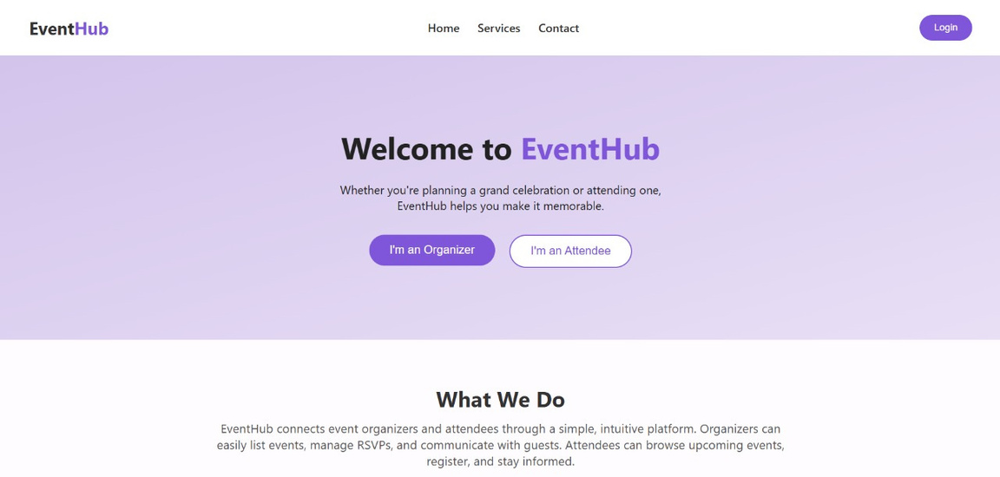 EventHub
Home Services Contact
Login
Welcome to EventHub
Whether you're planning a grand celebration or attending one,
EventHub helps you make it memorable.
I'm an Organizer
I'm an Attendee
What We Do
EventHub connects event organizers and attendees through a simple, intuitive platform. Organizers can
easily list events, manage RSVPs, and communicate with guests. Attendees can browse upcoming events,
register, and stay informed.